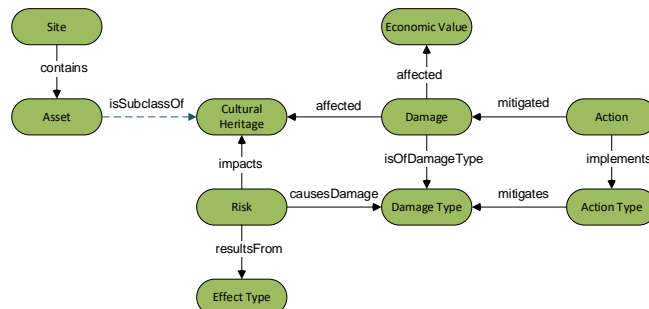 Site
Economic Value
contains
affected
isSubclassOf
Asset
Cultural
Heritage
affected
Damage
mitigated
Action
impacts
isOfDamageType
implements
Risk
causesDamage
Damage Type
mitigates
Action Type
resultsFrom
Effect Type